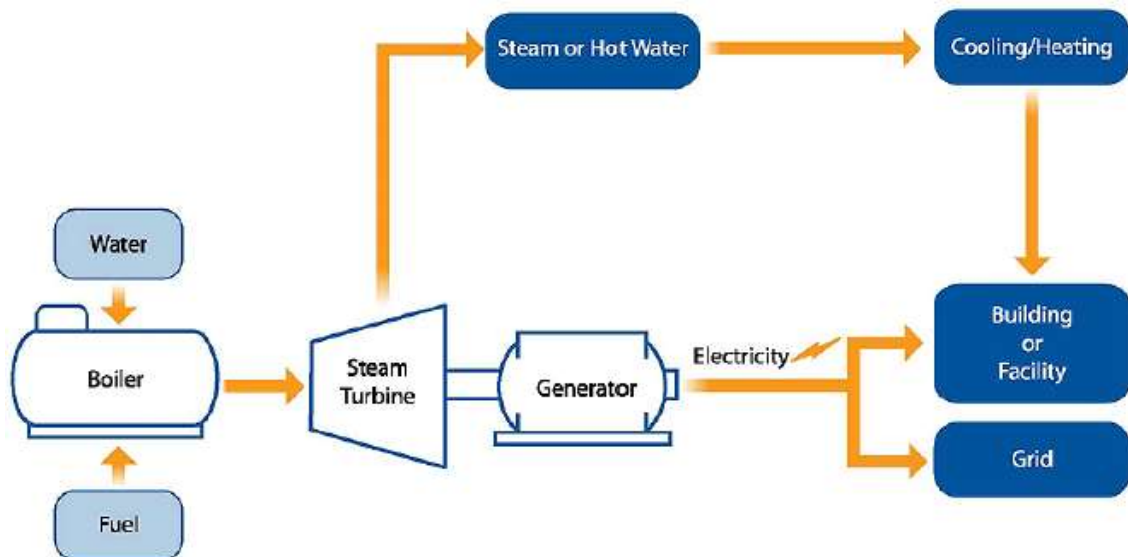 Steam or Hot Water
Cooling/Heating
Water
Boiler
Steam
Turbine
Generator
Electricity
Building
or
Facility
Grid
Fuel